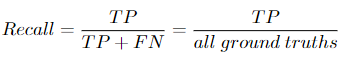 Recall = TP / (TP + FN) = TP / all ground truths